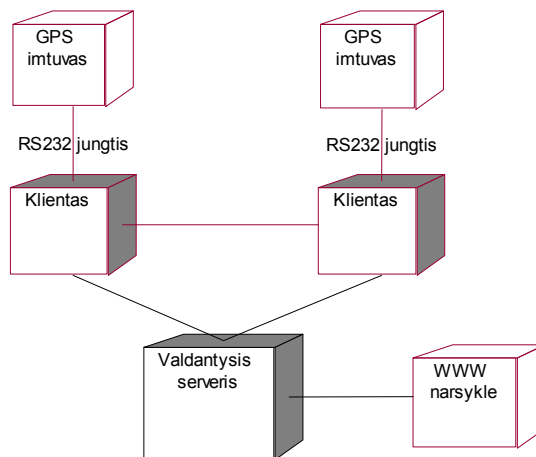 GPS
imtuvas
GPS
imtuvas
RS232 jungtis
RS232 jungtis
Klientas
Klientas
Valdantysis
serveris
WWW
narsykle